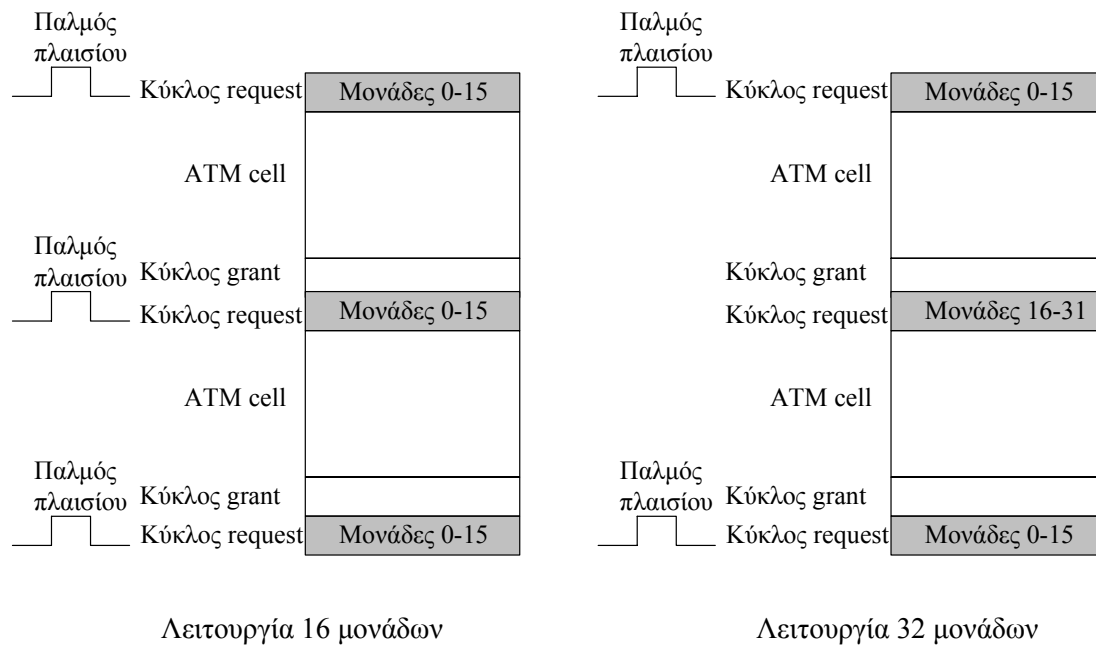 Παλμός
πλαισίου
Κύκλος request
Μονάδες 0-15
ATM cell
Παλμός
πλαισίου
Κύκλος grant
Κύκλος request
Μονάδες 0-15
ATM cell
Παλμός
πλαισίου
Κύκλος grant
Κύκλος request
Μονάδες 0-15
Λειτουργία 16 μονάδων
Παλμός
πλαισίου
Κύκλος request
Μονάδες 0-15
ATM cell
Κύκλος grant
Κύκλος request
Μονάδες 16-31
ATM cell
Παλμός
πλαισίου
Κύκλος grant
Κύκλος request
Μονάδες 0-15
Λειτουργία 32 μονάδων